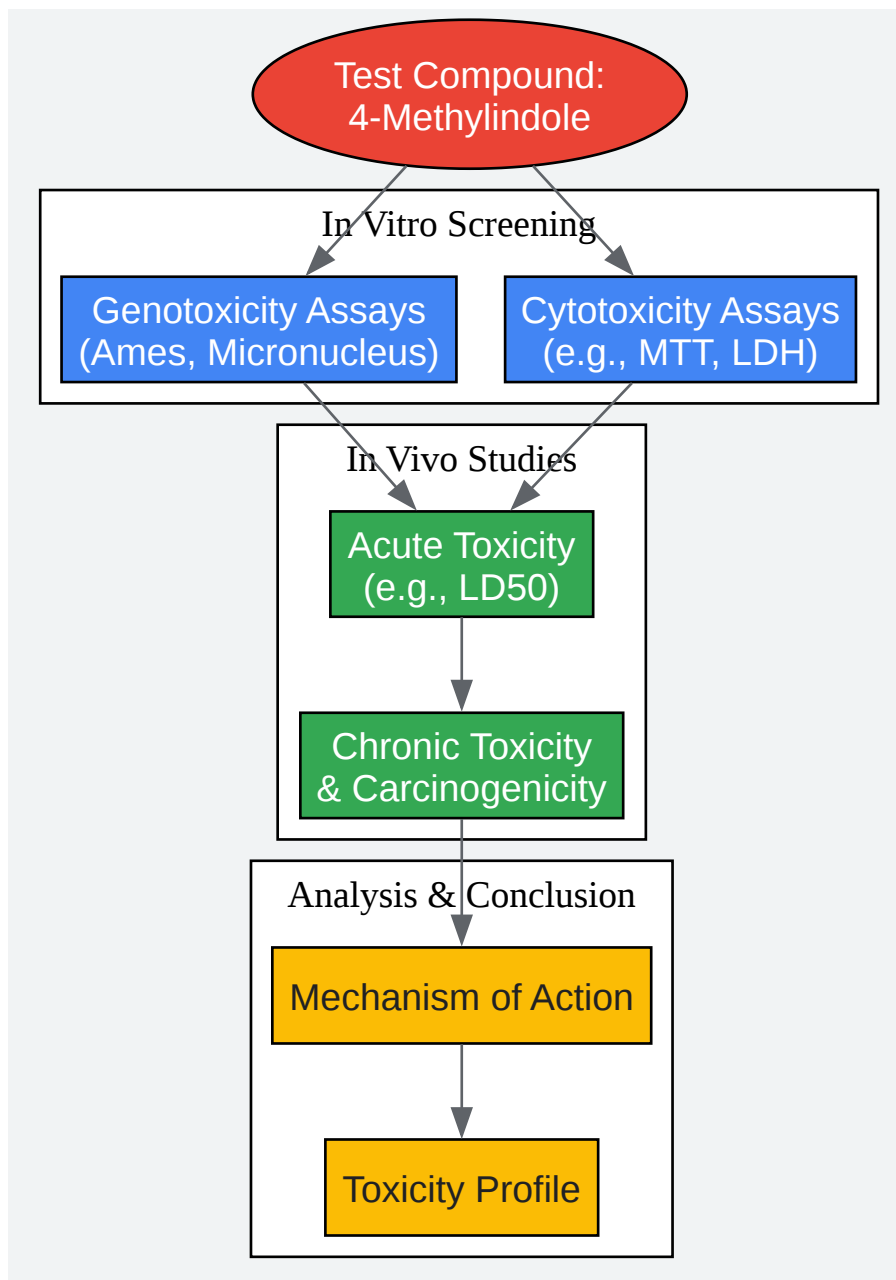 Test Compound:
4-Methylindole
In Vitro Screening
Genotoxicity Assays
(Ames, Micronucleus)
Cytotoxicity Assays
(e.g., MTT, LDH)
In Vivo Studies
Acute Toxicity
(e.g., LD50)
Chronic Toxicity
& Carcinogenicity
Analysis & Conclusion
Mechanism of Action
Toxicity Profile